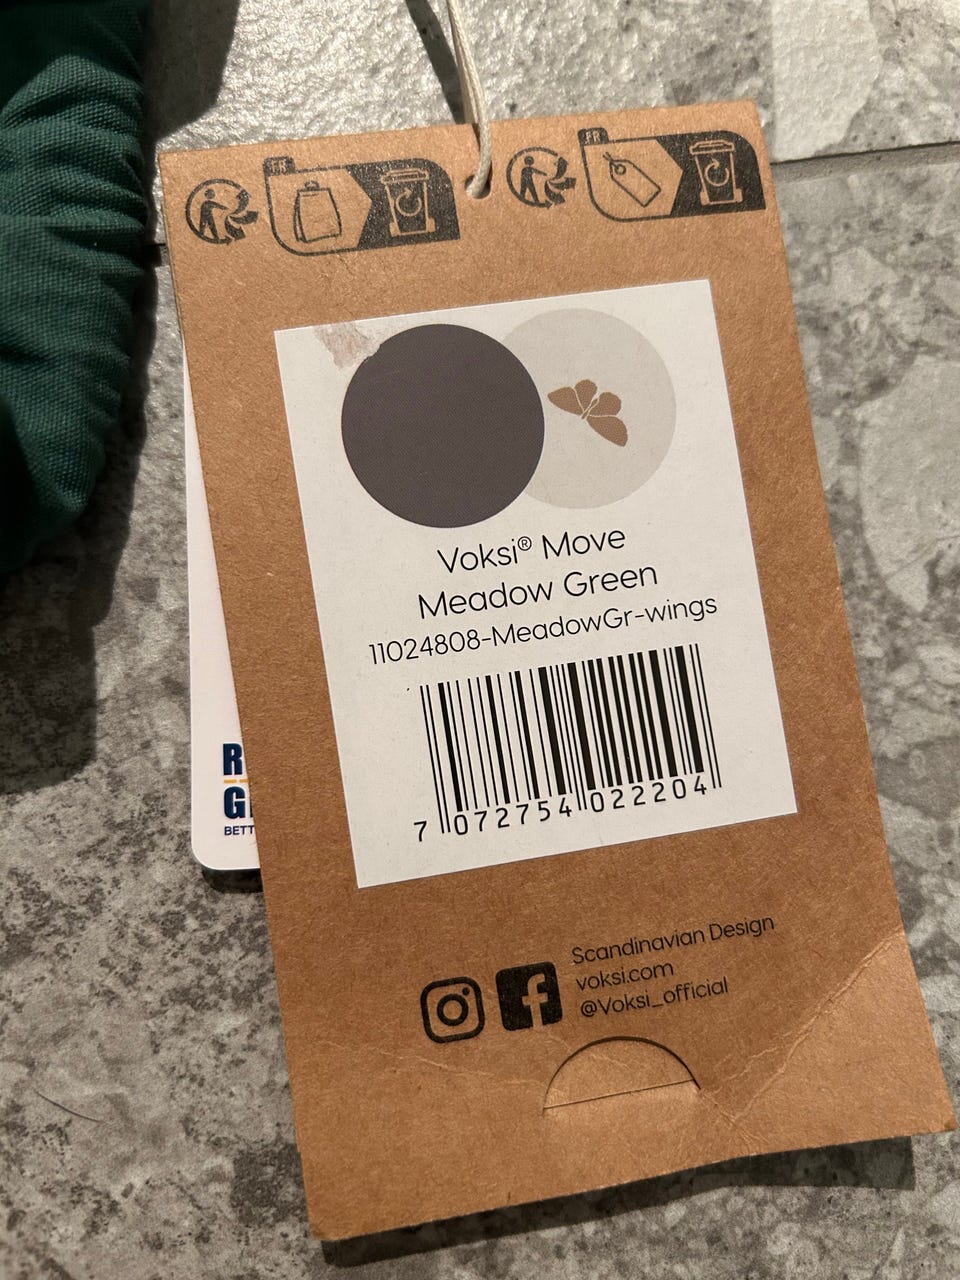 FR
FR
Voksi® Move
Meadow Green
11024808-MeadowGr-wings
7 072754 022204
Scandinavian Design
voksi.com
@Voksi_official